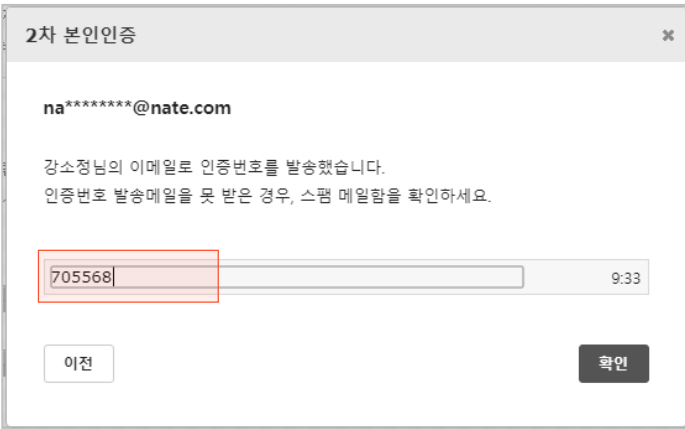 2차 본인인증
na********@nate.com
강소정님의 이메일로 인증번호를 발송했습니다.
인증번호 발송메일을 못 받은 경우, 스팸 메일함을 확인하세요.
705568 9:33
이전 확인